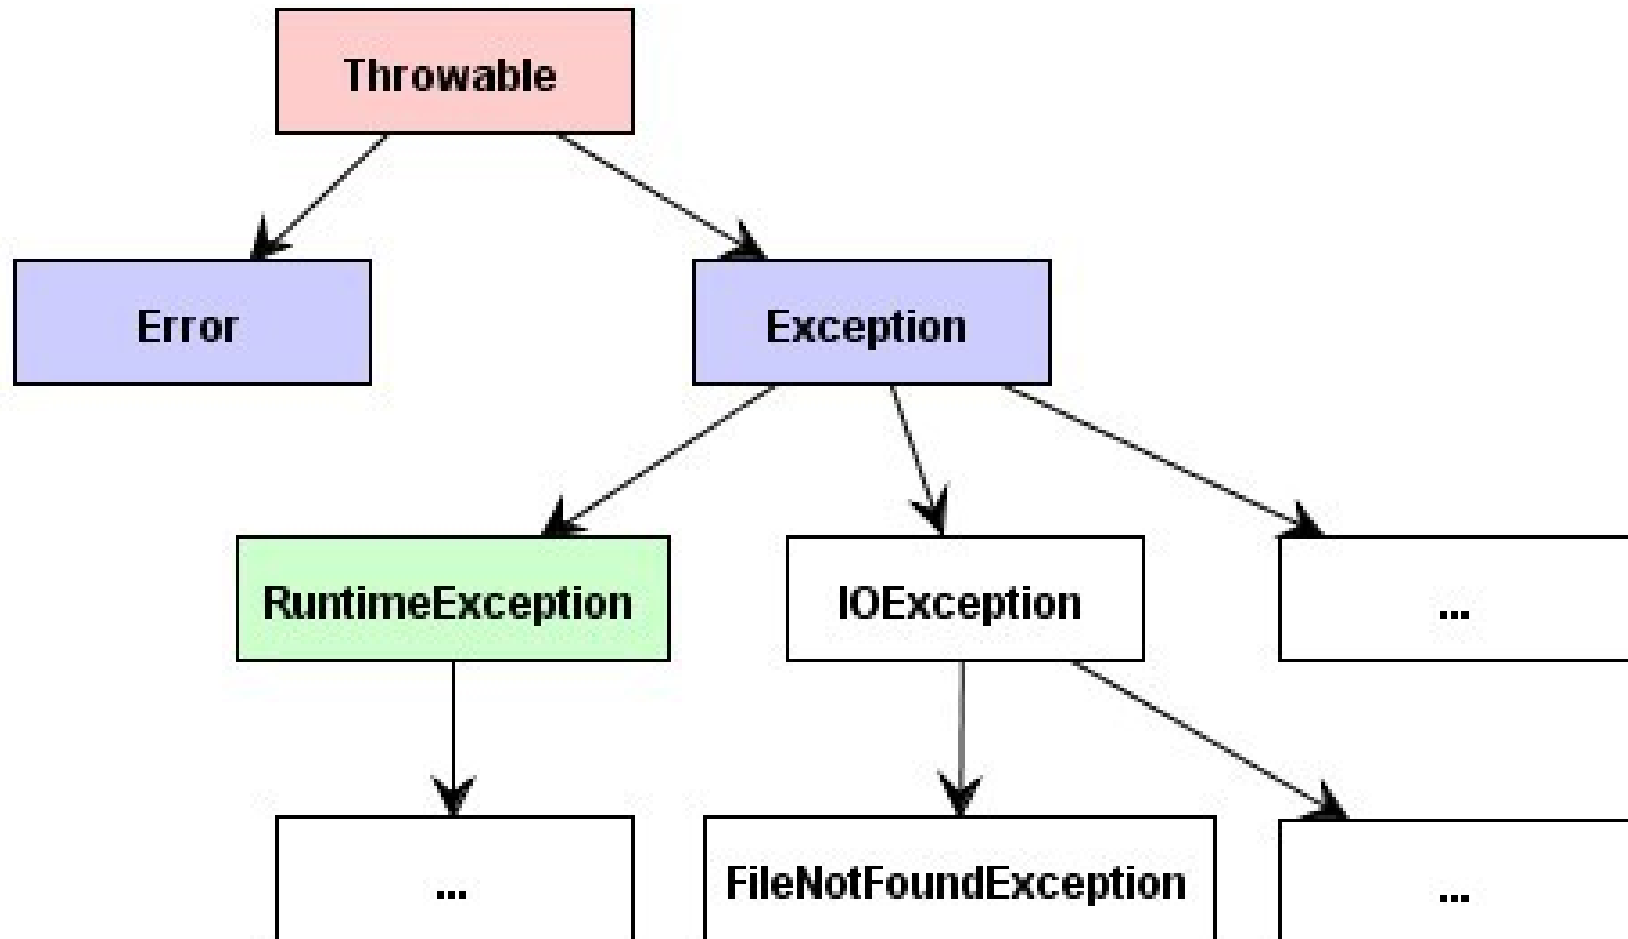 Throwable
Error
Exception
RuntimeException
IOException
...
...
FileNotFoundException
...